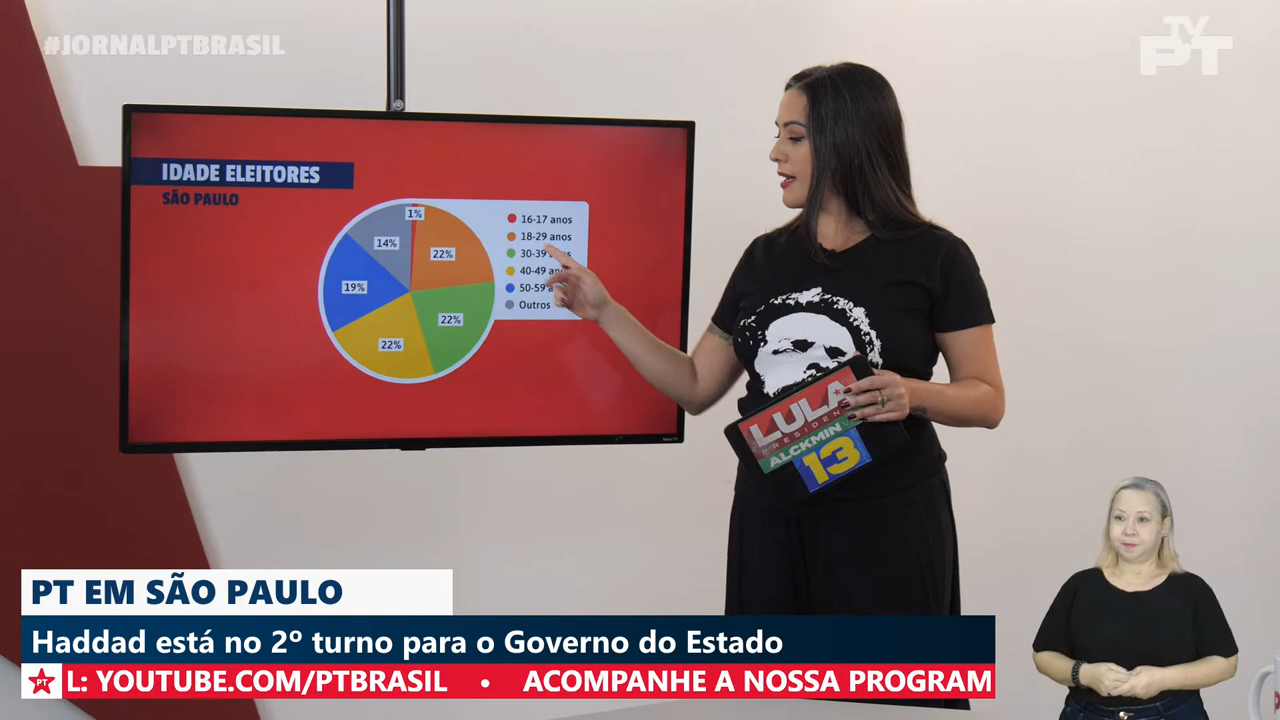 #JORNALPTBRASIL
TV
PT
IDADE ELEITORES
SÃO PAULO
1%
22%
22%
22%
19%
14%
16-17 anos
18-29 anos
30-39
40-49
50-59
Outros
LULA
ALCKMIN
13
PT EM SÃO PAULO
Haddad está no 2º turno para o Governo do Estado
PT
L: YOUTUBE.COM/PTBRASIL • ACOMPANHE A NOSSA PROGRAM